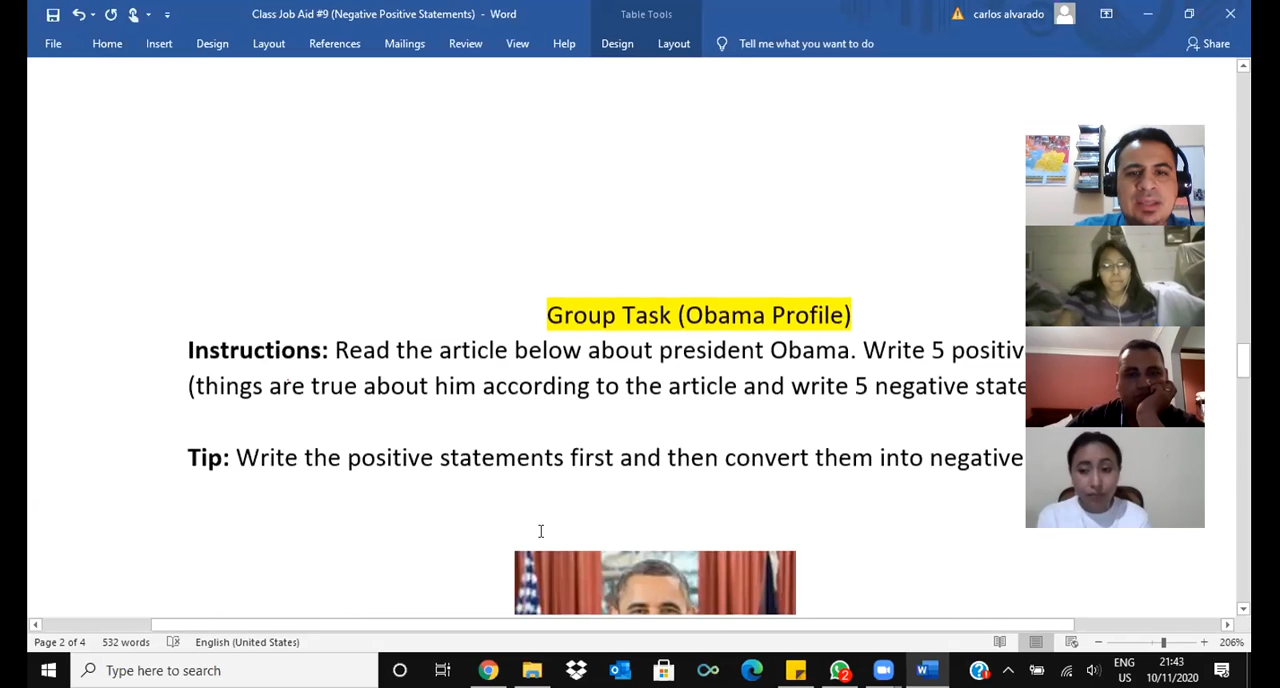 Class Job Aid #9 (Negative Positive Statements) - Word
Table Tools
carlos alvarado
File Home Insert Design Layout References Mailings Review View Help Design Layout Tell me what you want to do Share
Group Task (Obama Profile)
Instructions: Read the article below about president Obama. Write 5 positiv
(things are true about him according to the article and write 5 negative state
Tip: Write the positive statements first and then convert them into negative
Page 2 of 4 532 words English (United States) 206%
Type here to search
2
ENG
US
21:43
10/11/2020